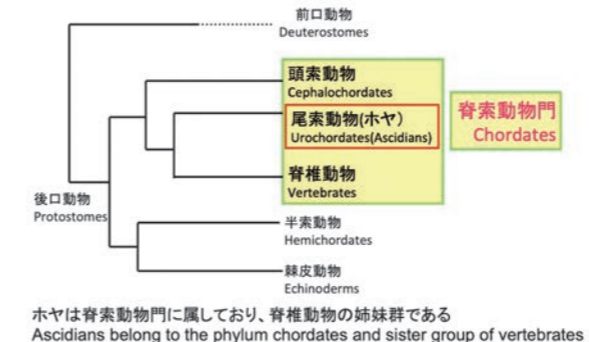 前口動物
Deuterostomes
頭索動物
Cephalochordates
尾索動物(ホヤ）
Urochordates(Ascidians)
脊索動物門
Chordates
脊椎動物
Vertebrates
後口動物
Protostomes
半索動物
Hemichordates
棘皮動物
Echinoderms
ホヤは脊索動物門に属しており、脊椎動物の姉妹群である
Ascidians belong to the phylum chordates and sister group of vertebrates